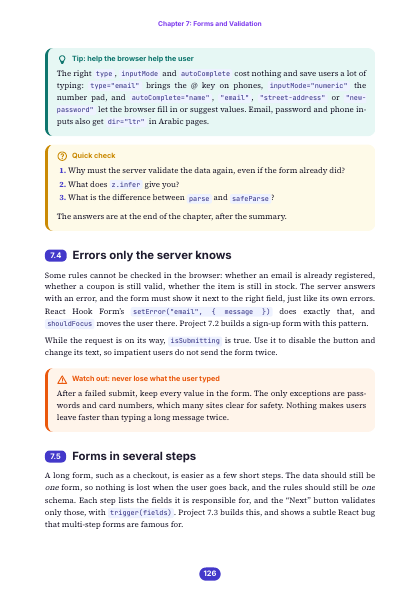 Chapter 7: Forms and Validation
Tip: help the browser help the user
The right type, inputMode and autoComplete cost nothing and save users a lot of
typing: type="email" brings the @ key on phones, inputMode="numeric" the
number pad, and autoComplete="name", "email", "street-address" or "new-
password" let the browser fill in or suggest values. Email, password and phone in-
puts also get dir="ltr" in Arabic pages.
Quick check
1. Why must the server validate the data again, even if the form already did?
2. What does z.infer give you?
3. What is the difference between parse and safeParse?
The answers are at the end of the chapter, after the summary.
7.4 Errors only the server knows
Some rules cannot be checked in the browser: whether an email is already registered,
whether a coupon is still valid, whether the item is still in stock. The server answers
with an error, and the form must show it next to the right field, just like its own errors.
React Hook Form's setError("email", { message }) does exactly that, and
shouldFocus moves the user there. Project 7.2 builds a sign-up form with this pattern.
While the request is on its way, isSubmitting is true. Use it to disable the button and
change its text, so impatient users do not send the form twice.
Watch out: never lose what the user typed
After a failed submit, keep every value in the form. The only exceptions are pass-
words and card numbers, which many sites clear for safety. Nothing makes users
leave faster than typing a long message twice.
7.5 Forms in several steps
A long form, such as a checkout, is easier as a few short steps. The data should still be
one form, so nothing is lost when the user goes back, and the rules should still be one
schema. Each step lists the fields it is responsible for, and the “Next” button validates
only those, with trigger(fields). Project 7.3 builds this, and shows a subtle React bug
that multi-step forms are famous for.
126